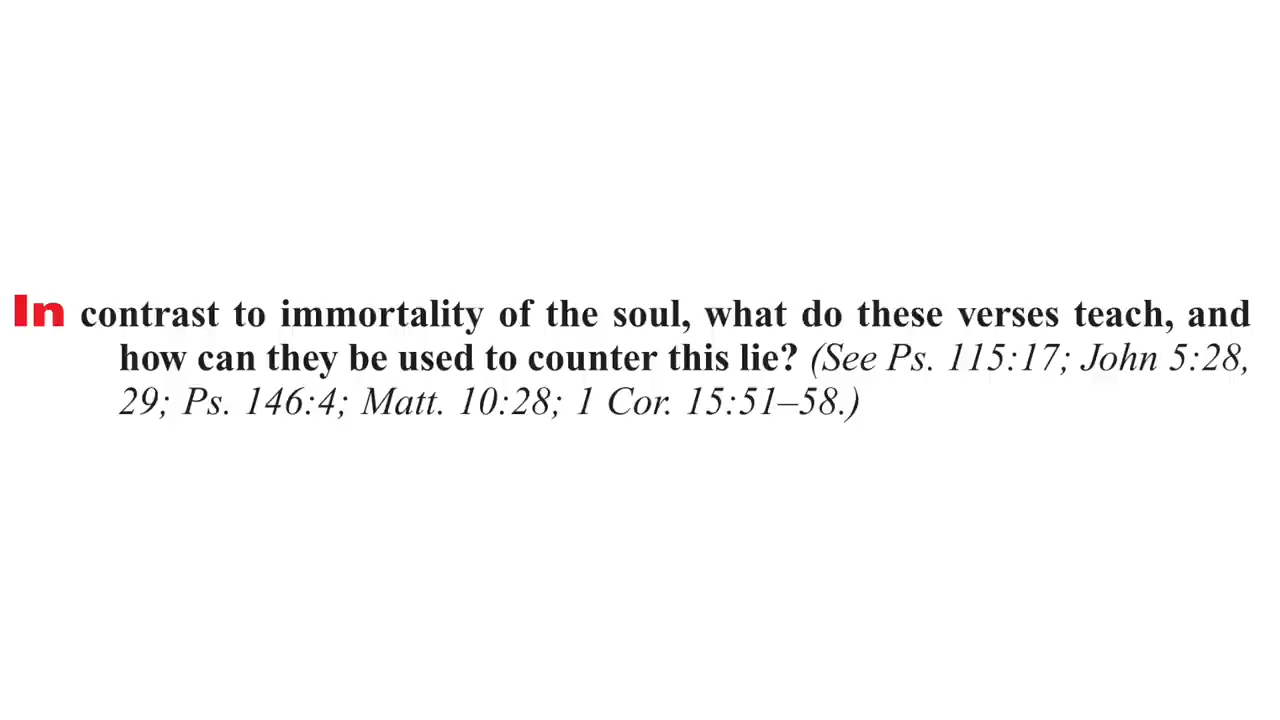 In contrast to immortality of the soul, what do these verses teach, and
how can they be used to counter this lie? (See Ps. 115:17; John 5:28,
29; Ps. 146:4; Matt. 10:28; 1 Cor. 15:51–58.)